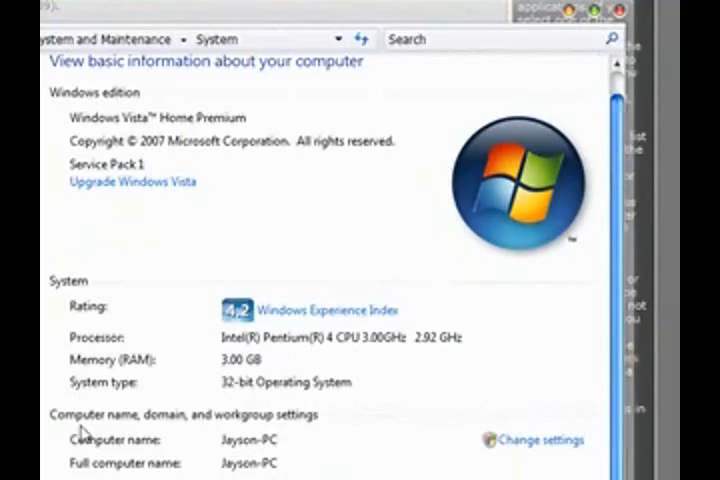 ystem and Maintenance
System
Search
View basic information about your computer
Windows edition
Windows Vista™ Home Premium
Copyright © 2007 Microsoft Corporation. All rights reserved.
Service Pack 1
Upgrade Windows Vista
System
Rating:
4,2 Windows Experience Index
Processor: Intel(R) Pentium(R) 4 CPU 3.00GHz 2.92 GHz
Memory (RAM): 3.00 GB
System type: 32-bit Operating System
Computer name, domain, and workgroup settings
Computer name: Jayson-PC
Change settings
Full computer name: Jayson-PC